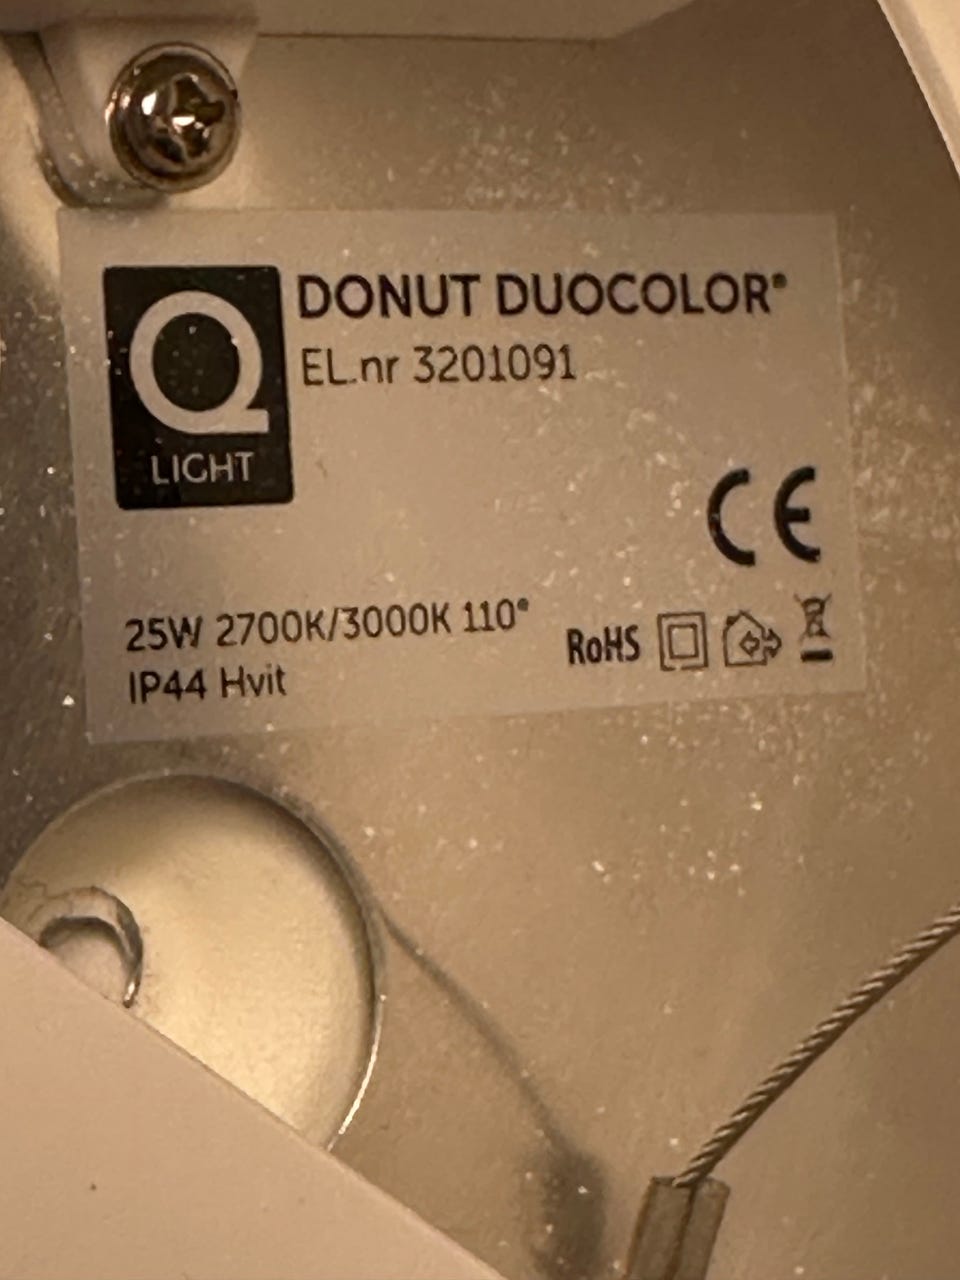 Q
LIGHT
DONUT DUOCOLOR®
EL.nr 3201091
CE
25W 2700K/3000K 110°
IP44 Hvit
RoHS